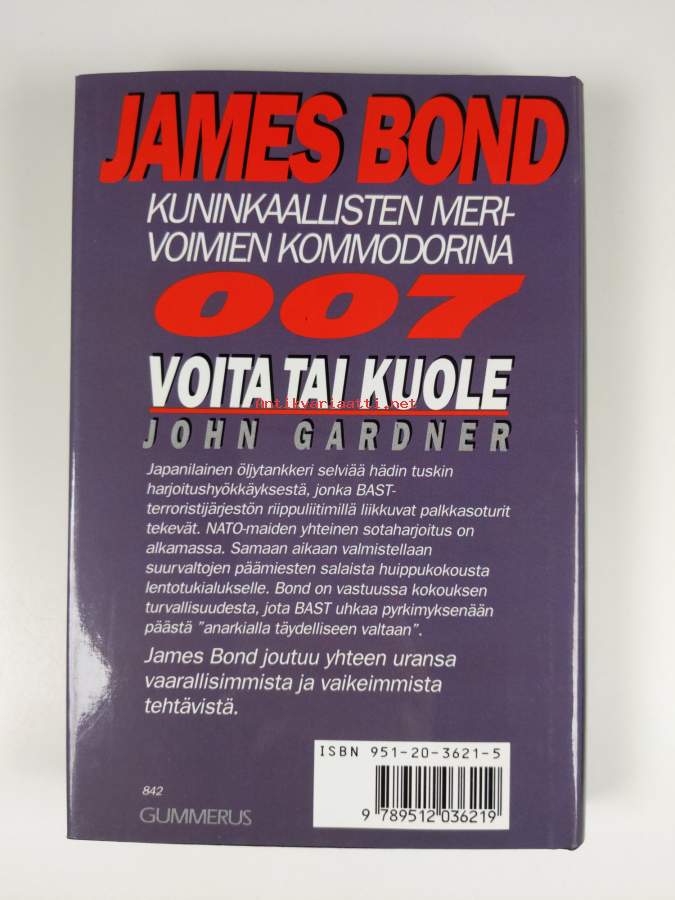 JAMES BOND
KUNINKAALLISTEN MERI-
VOIMIEN KOMMODORINA
007
VOITA TAI KUOLE
Antikvariaatti.net
JOHN GARDNER
Japanilainen öljytankkeri selviää hädin tuskin
harjoitushyökkäyksestä, jonka BAST-
terroristijärjestön riippuliitimillä liikkuvat palkkasoturit
tekevät. NATO-maiden yhteinen sotaharjoitus on
alkamassa. Samaan aikaan valmistellaan
suurvaltojen päämiesten salaista huippukokousta
lentotukialukselle. Bond on vastuussa kokouksen
turvallisuudesta, jota BAST uhkaa pyrkimyksenään
päästä ”anarkialla täydelliseen valtaan”.
James Bond joutuu yhteen uransa
vaarallisimmista ja vaikeimmista
tehtävistä.
ISBN 951-20-3621-5
842
GUMMERUS
9 789512 036219